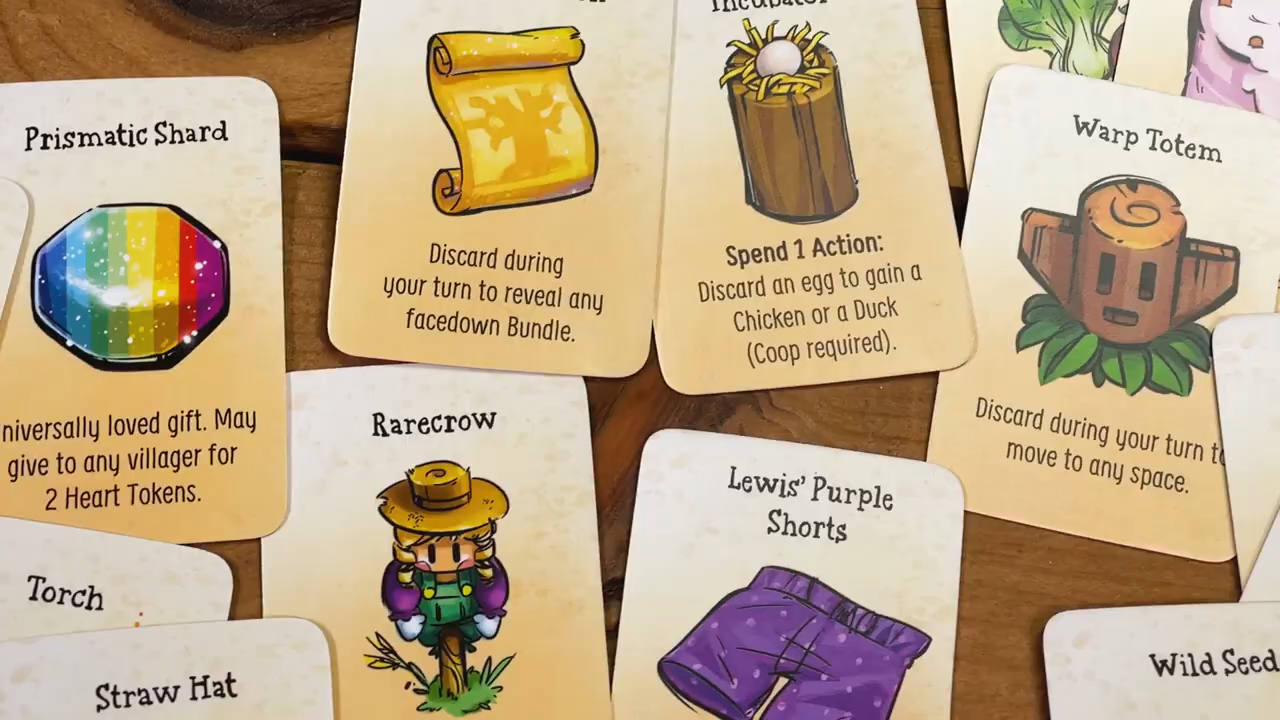 Incubator
Prismatic Shard
niversally loved gift. May
give to any villager for
2 Heart Tokens.
Discard during
your turn to reveal any
facedown Bundle.
Spend 1 Action:
Discard an egg to gain a
Chicken or a Duck
(Coop required).
Warp Totem
Discard during your turn to
move to any space.
Rarecrow
Lewis' Purple
Shorts
Torch
Straw Hat
Wild Seed